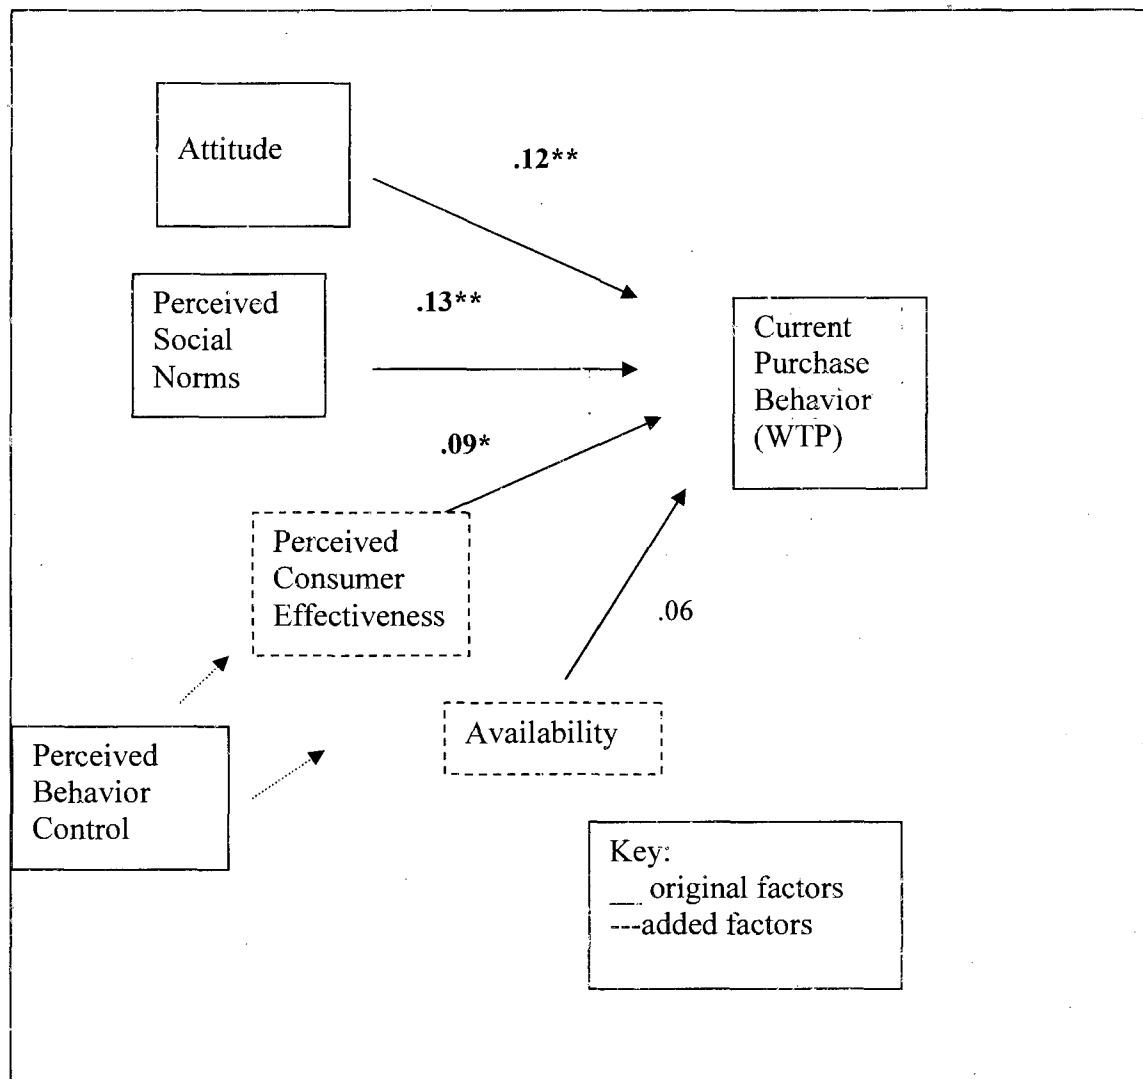 Attitude
.12**
Perceived
Social
Norms
.13**
Current
Purchase
Behavior
(WTP)
.09*
Perceived
Consumer
Effectiveness
.06
Availability
Perceived
Behavior
Control
Key:
__ original factors
---added factors